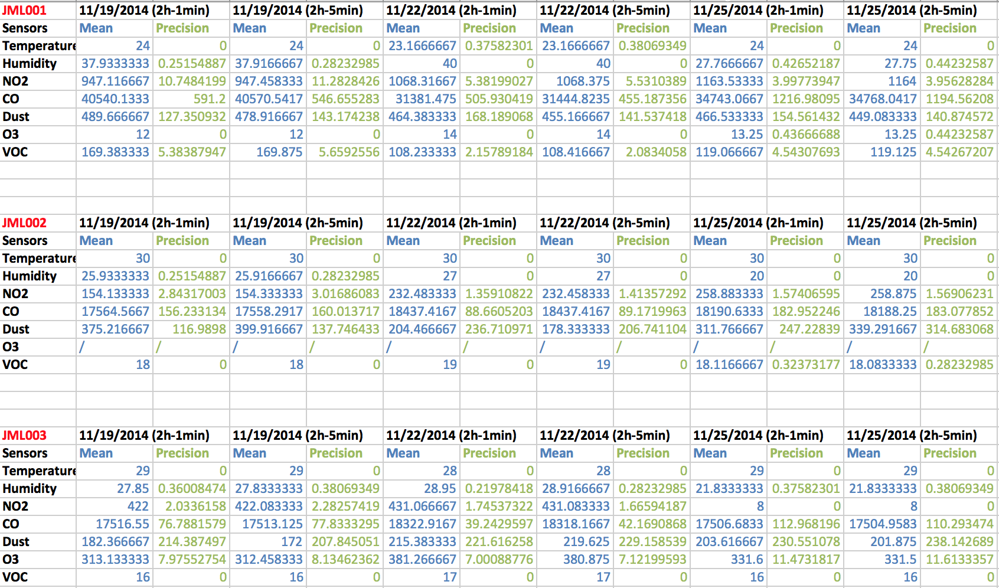 JML001 11/19/2014 (2h-1min) 11/19/2014 (2h-5min) 11/22/2014 (2h-1min) 11/22/2014 (2h-5min) 11/25/2014 (2h-1min) 11/25/2014 (2h-5min)
Sensors Mean Precision Mean Precision Mean Precision Mean Precision Mean Precision Mean Precision
Temperature 24 0 24 0 23.1666667 0.37582301 23.1666667 0.38069349 24 0 24 0
Humidity 37.9333333 0.25154887 37.9166667 0.28232985 40 0 40 0 27.7666667 0.42652187 27.75 0.44232587
NO2 947.116667 10.7484199 947.458333 11.2828426 1068.31667 5.38199027 1068.375 5.5310389 1163.53333 3.99773947 1164 3.95628284
CO 40540.1333 591.2 40570.5417 546.655283 31381.475 505.930419 31444.8235 455.187356 34743.0667 1216.98095 34768.0417 1194.56208
Dust 489.666667 127.350932 478.916667 143.174238 464.383333 168.189068 455.166667 141.537418 466.533333 154.561432 449.083333 140.874572
O3 12 0 12 0 14 0 14 0 13.25 0.43666688 13.25 0.44232587
VOC 169.383333 5.38387947 169.875 5.6592556 108.233333 2.15789184 108.416667 2.0834058 119.066667 4.54307693 119.125 4.54267207
JML002 11/19/2014 (2h-1min) 11/19/2014 (2h-5min) 11/22/2014 (2h-1min) 11/22/2014 (2h-5min) 11/25/2014 (2h-1min) 11/25/2014 (2h-5min)
Sensors Mean Precision Mean Precision Mean Precision Mean Precision Mean Precision Mean Precision
Temperature 30 0 30 0 30 0 30 0 30 0 30 0
Humidity 25.9333333 0.25154887 25.9166667 0.28232985 27 0 27 0 20 0 20 0
NO2 154.133333 2.84317003 154.333333 3.01686083 232.483333 1.35910822 232.458333 1.41357292 258.883333 1.57406595 258.875 1.56906231
CO 17564.5667 156.233134 17558.2917 160.013717 18437.4167 88.6605203 18437.4167 89.1719963 18190.6333 182.952246 18188.25 183.077852
Dust 375.216667 116.9898 399.916667 137.746433 204.466667 236.710971 178.333333 206.741104 311.766667 247.22839 339.291667 314.683068
O3 / / / / / / / / / / / /
VOC 18 0 18 0 19 0 19 0 18.1166667 0.32373177 18.0833333 0.28232985
JML003 11/19/2014 (2h-1min) 11/19/2014 (2h-5min) 11/22/2014 (2h-1min) 11/22/2014 (2h-5min) 11/25/2014 (2h-1min) 11/25/2014 (2h-5min)
Sensors Mean Precision Mean Precision Mean Precision Mean Precision Mean Precision Mean Precision
Temperature 29 0 29 0 28 0 28 0 29 0 29 0
Humidity 27.85 0.36008474 27.8333333 0.38069349 28.95 0.21978418 28.9166667 0.28232985 21.8333333 0.37582301 21.8333333 0.38069349
NO2 422 2.0336158 422.083333 2.28257419 431.066667 1.74537322 431.083333 1.66594187 8 0 8 0
CO 17516.55 76.7881579 17513.125 77.8333295 18322.9167 39.2429597 18318.1667 42.1690868 17506.6833 112.968196 17504.9583 110.293474
Dust 182.366667 214.387497 172 207.845051 215.383333 221.616258 219.625 229.158539 203.616667 230.551078 201.875 238.142689
O3 313.133333 7.97552754 312.458333 8.13462362 381.266667 7.00088776 380.875 7.12199593 331.6 11.4731817 331.5 11.6133357
VOC 16 0 16 0 17 0 17 0 16 0 16 0